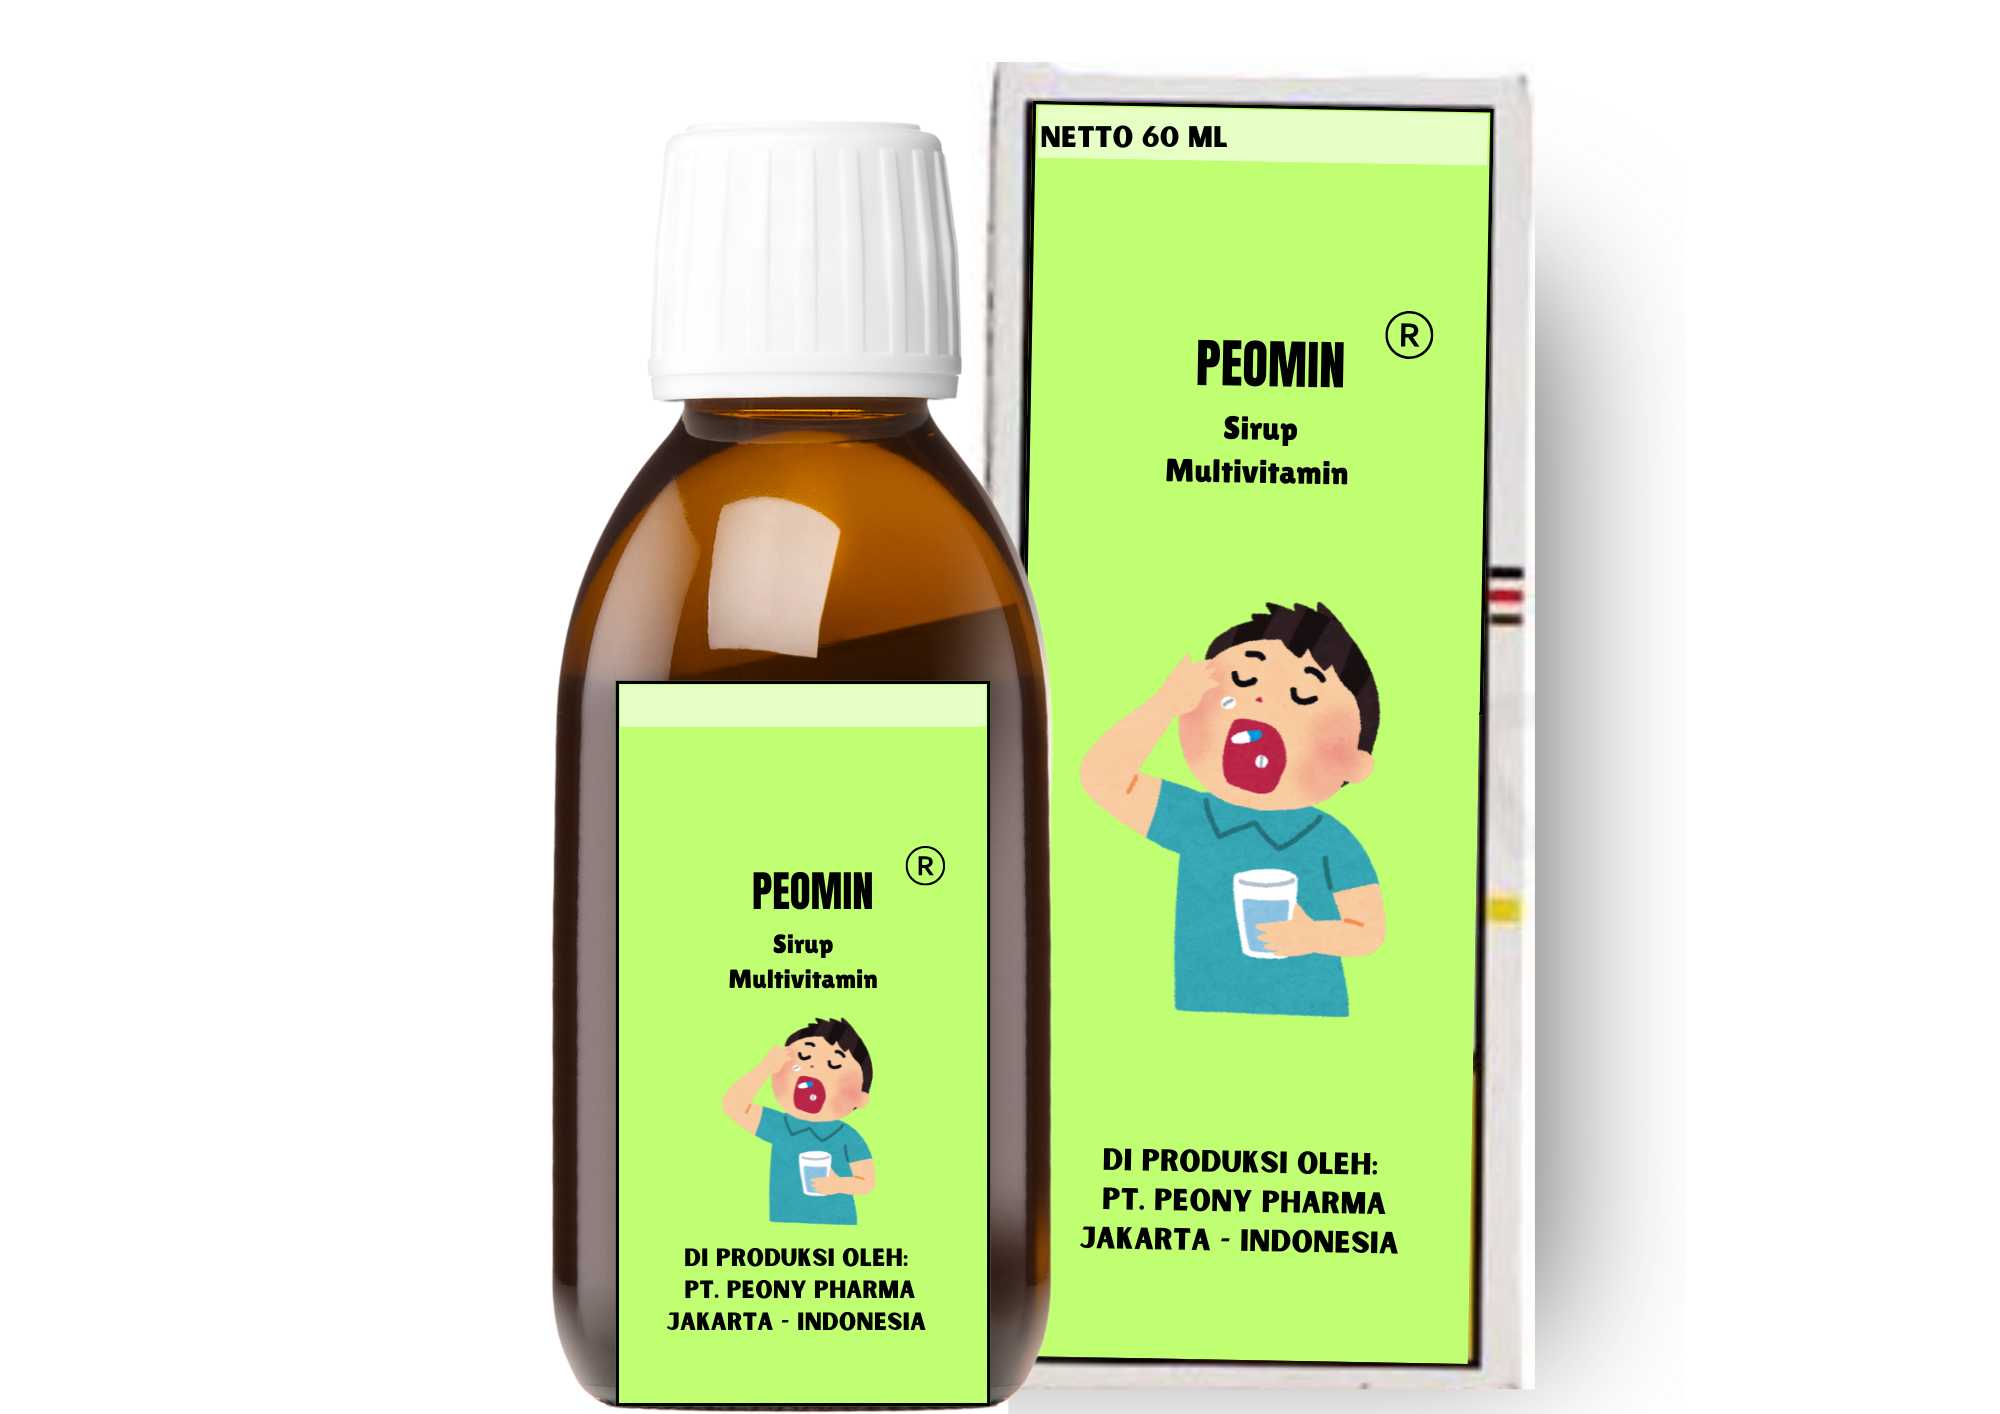 NETTO 60 ML
PEOMIN ®
Sirup
Multivitamin
DI PRODUKSI OLEH:
PT. PEONY PHARMA
JAKARTA - INDONESIA
PEOMIN ®
Sirup
Multivitamin
DI PRODUKSI OLEH:
PT. PEONY PHARMA
JAKARTA - INDONESIA